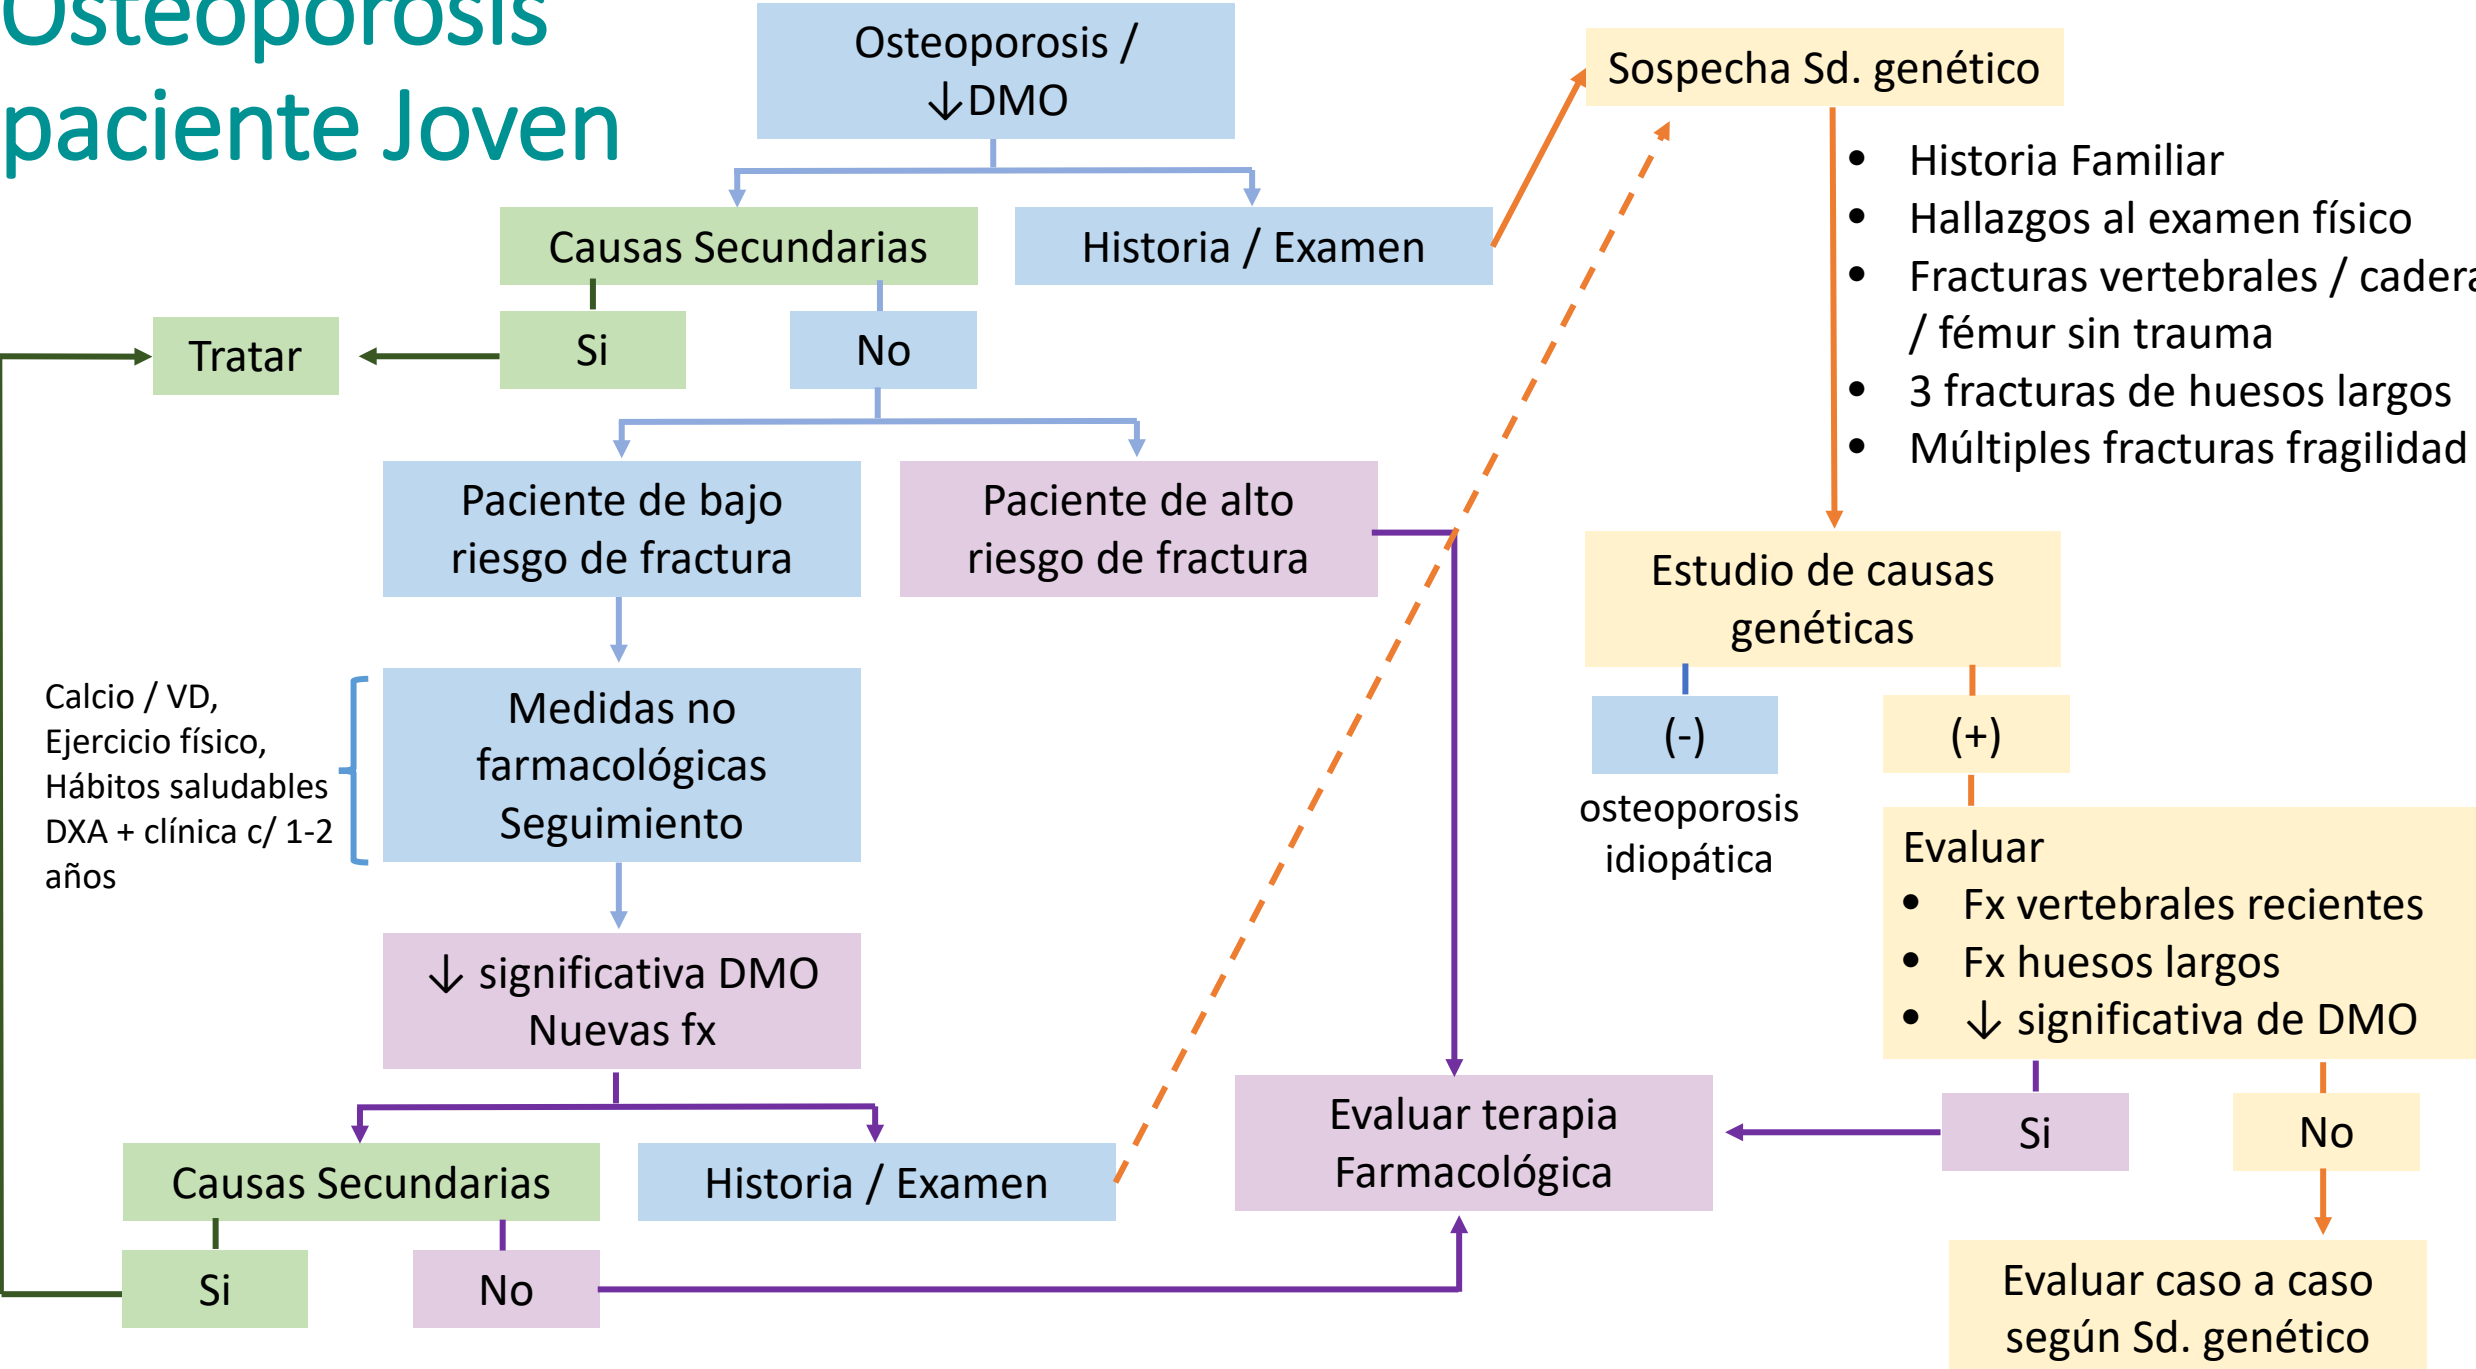 Osteoporosis
paciente Joven
Osteoporosis /
↓DMO
Causas Secundarias
Historia / Examen
Tratar
Si
No
Paciente de bajo
riesgo de fractura
Paciente de alto
riesgo de fractura
Calcio / VD,
Ejercicio físico,
Hábitos saludables
DXA + clínica c/ 1-2
años
Medidas no
farmacológicas
Seguimiento
↓ significativa DMO
Nuevas fx
Causas Secundarias
Historia / Examen
Si
No
Evaluar terapia
Farmacológica
Sospecha Sd. genético
• Historia Familiar
• Hallazgos al examen físico
• Fracturas vertebrales / cadera
/ fémur sin trauma
• 3 fracturas de huesos largos
• Múltiples fracturas fragilidad
Estudio de causas
genéticas
(-)
(+)
osteoporosis
idiopática
Evaluar
• Fx vertebrales recientes
• Fx huesos largos
• ↓ significativa de DMO
Si
No
Evaluar caso a caso
según Sd. genético